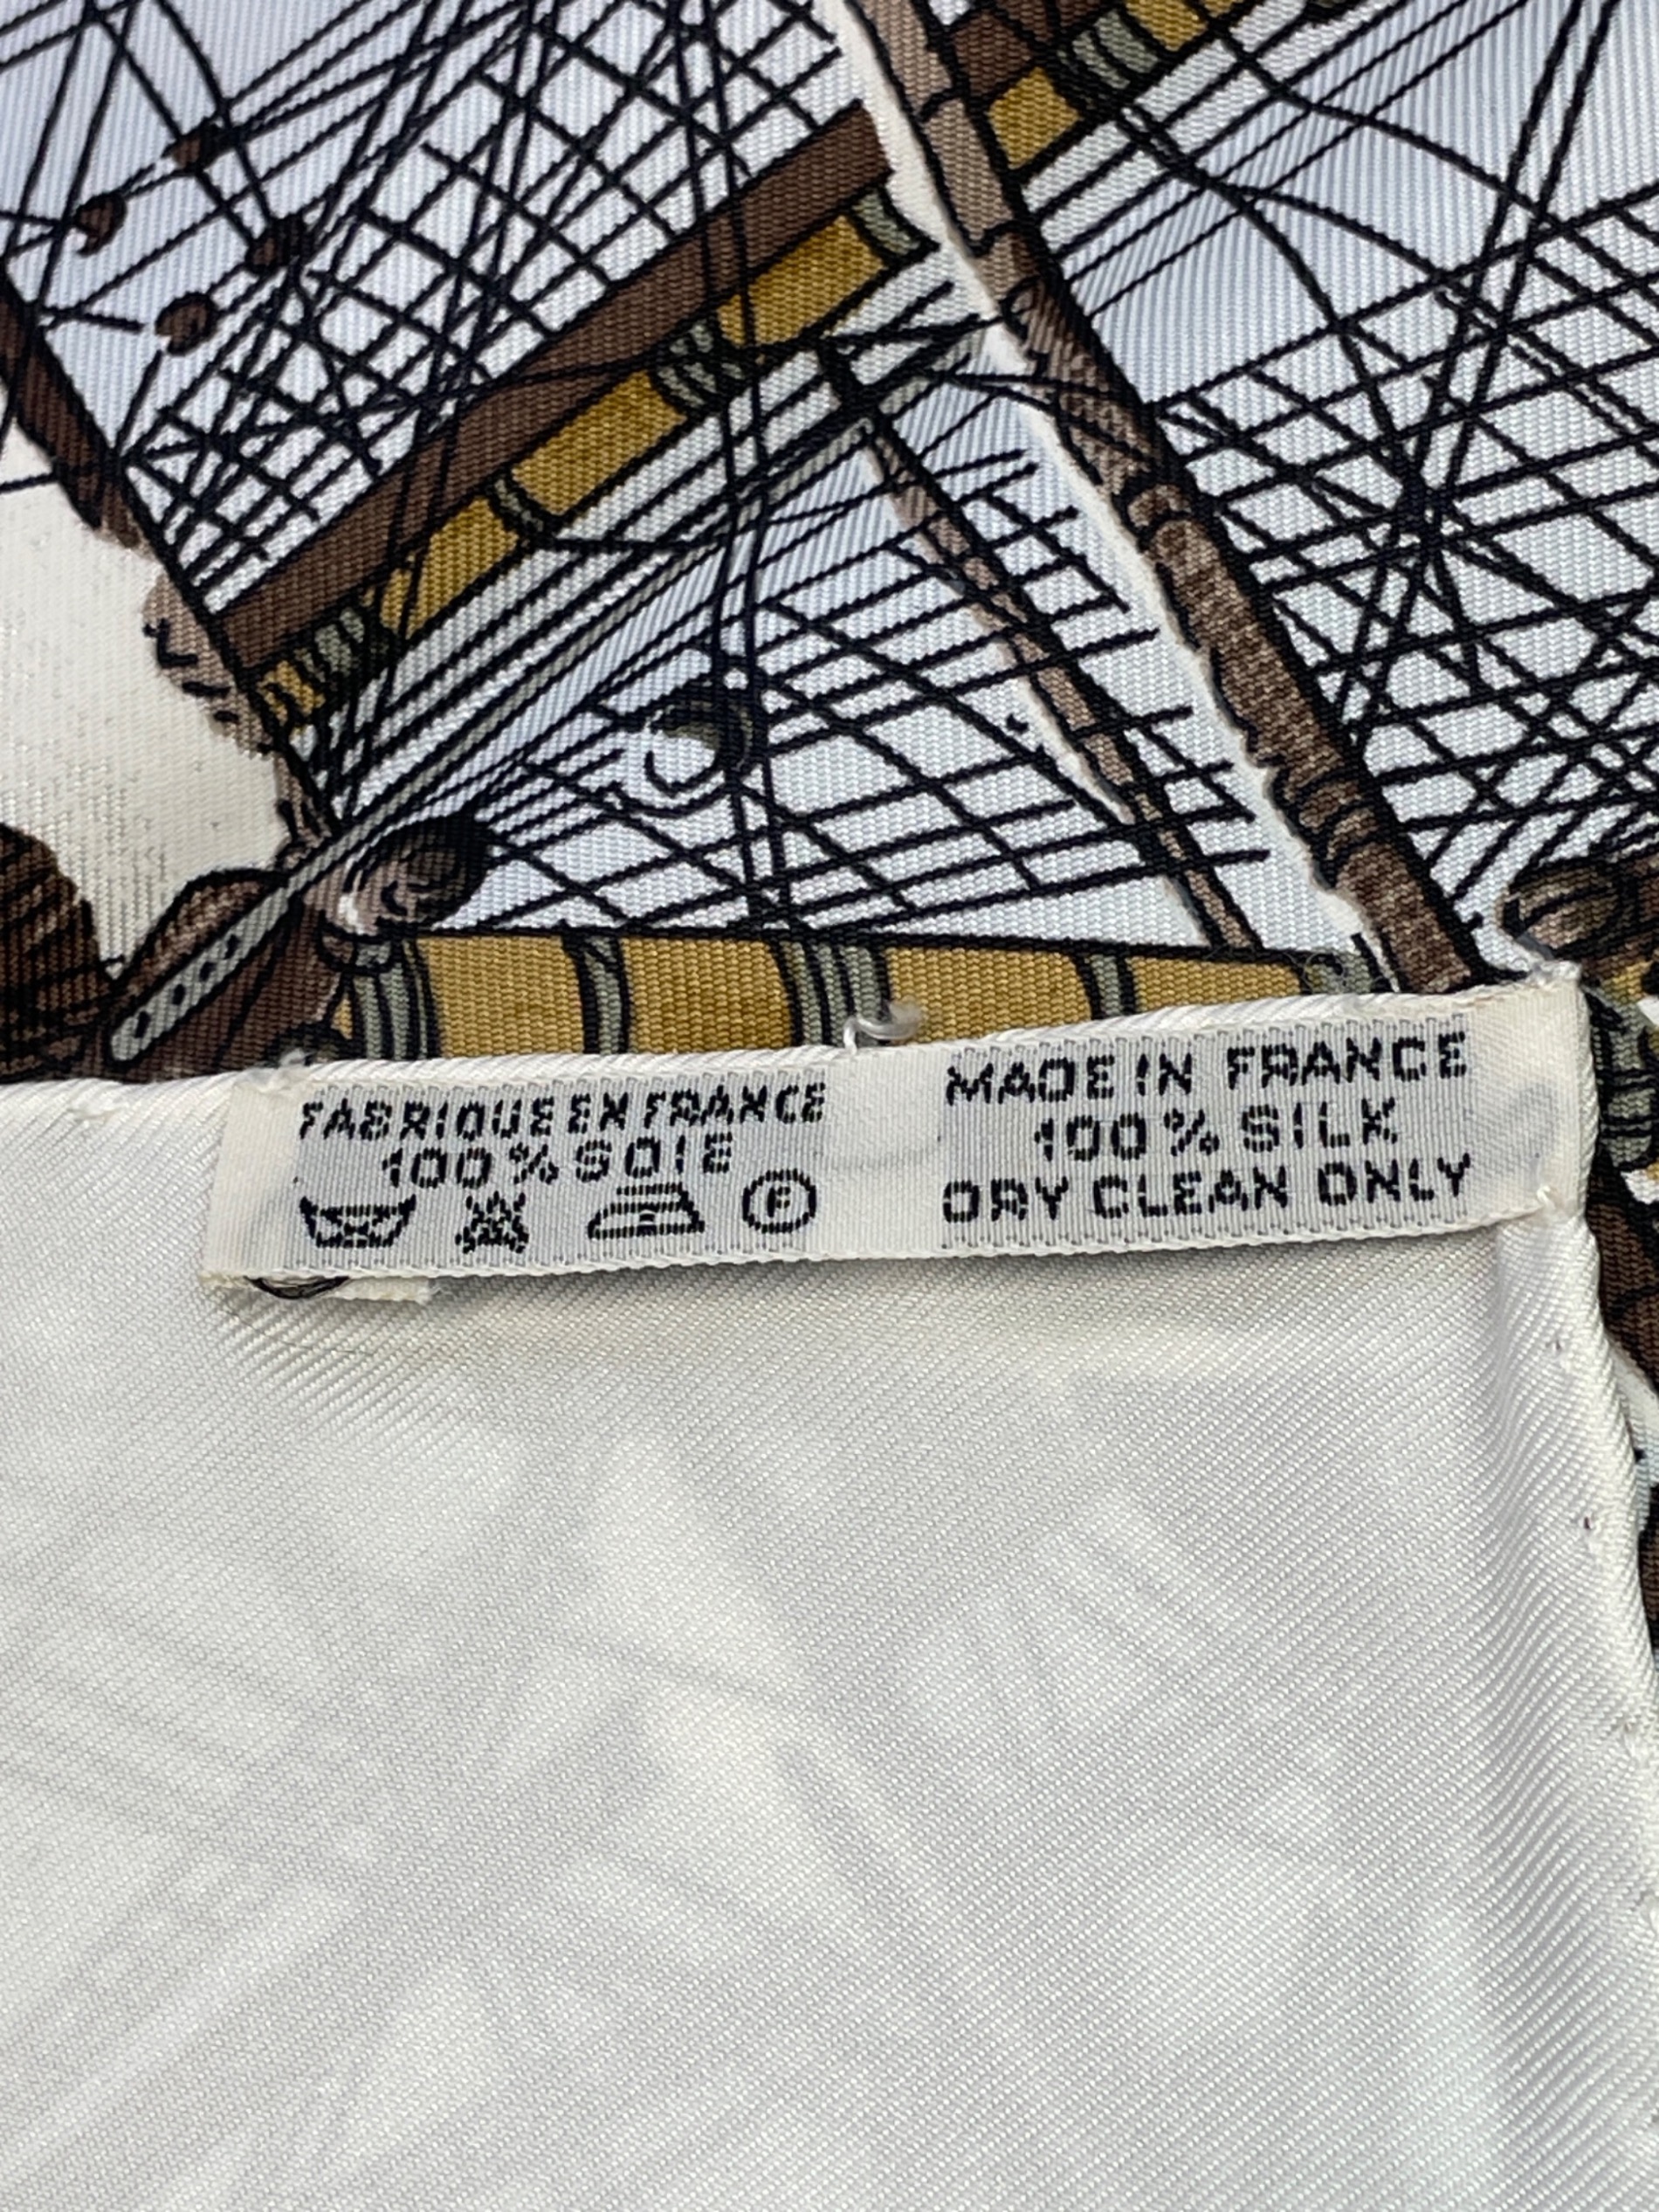 FABRIQUE EN FRANCE
100% SOIE
F
MADE IN FRANCE
100% SILK
DRY CLEAN ONLY